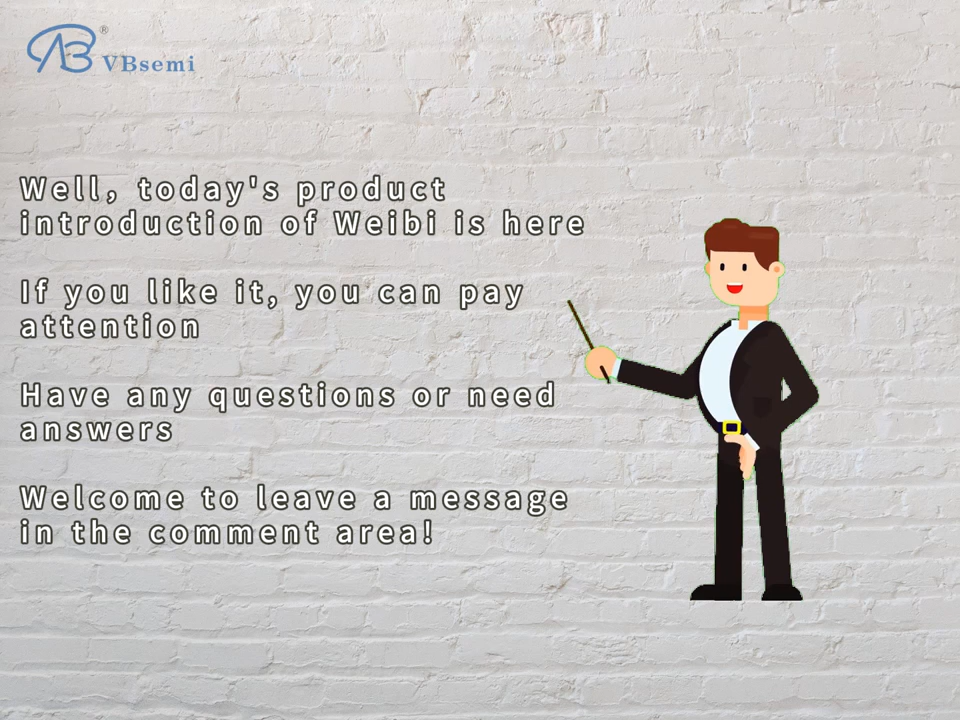 VBsemi
Well, today's product
introduction of Weibi is here
If you like it, you can pay
attention
Have any questions or need
answers
Welcome to leave a message
in the comment area!